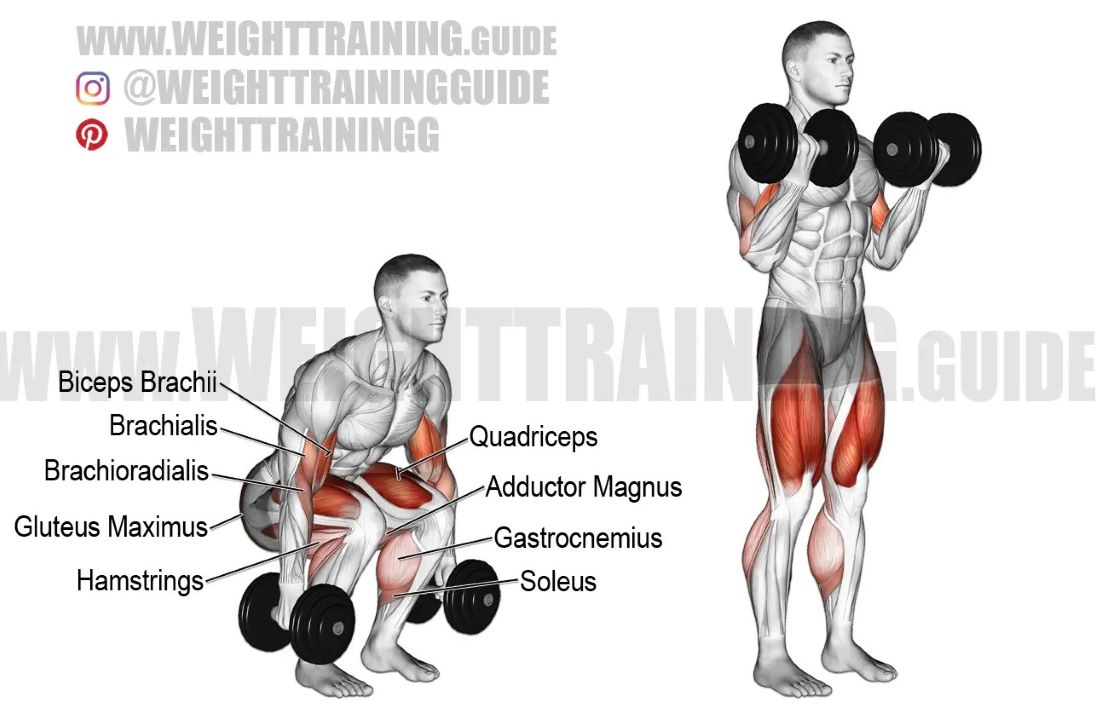 WWW.WEIGHTTRAINING.GUIDE
@WEIGHTTRAININGGUIDE
WEIGHTTRAININGG
WWW.WEIGHTTRAINING.GUIDE
Biceps Brachii
Brachialis
Brachioradialis
Gluteus Maximus
Hamstrings
Quadriceps
Adductor Magnus
Gastrocnemius
Soleus